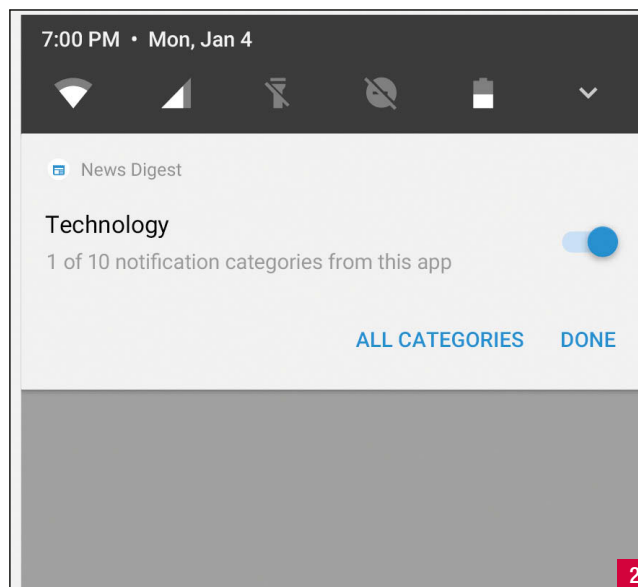 7:00 PM • Mon, Jan 4
News Digest
Technology
1 of 10 notification categories from this app
ALL CATEGORIES DONE
2